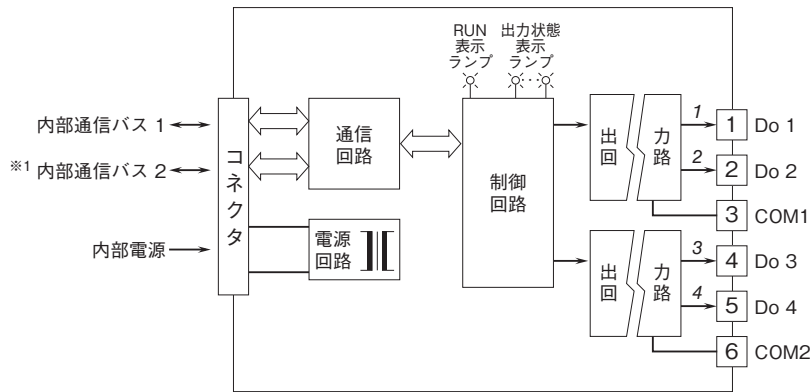 RUN
表示
ランプ
出力状態
表示
ランプ
内部通信バス 1
※1 内部通信バス 2
内部電源
コネクタ
通信
回路
電源
回路
制御
回路
出力
回路
1
2
1 Do 1
2 Do 2
3 COM1
出力
回路
3
4
4 Do 3
5 Do 4
6 COM2